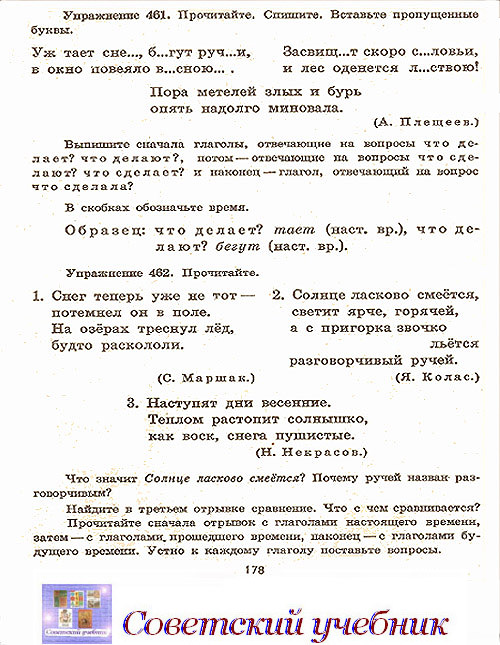 Упражнение 461. Прочитайте. Спишите. Вставьте пропущенные
буквы.
Уж тает сне..., б...гут руч...и,
в окно повеяло в...сною... .
Засвищ...т скоро с...ловьи,
и лес оденется л...ствою!
Пора метелей злых и бурь
опять надолго миновала.
(А. Плещеев.)
Выпишите сначала глаголы, отвечающие на вопросы что де-
лает? что делают?, потом — отвечающие на вопросы что сде-
лают? что сделает? и наконец — глагол, отвечающий на вопрос
что сделала?
В скобках обозначьте время.
Образец: что делает? тает (наст. вр.), что де-
лают? бегут (наст. вр.).
Упражнение 462. Прочитайте.
1. Снег теперь уже не тот —
потемнел он в поле.
На озёрах треснул лёд,
будто раскололи.
(С. Маршак.)
2. Солнце ласково смеётся,
светит ярче, горячей,
а с пригорка звочко
льётся
разговорчивый ручей.
(Я. Колас.)
3. Наступят дни весенние.
Теплом растопит солнышко,
как воск, снега пушистые.
(Н. Некрасов.)
Что значит Солнце ласково смеётся? Почему ручей назван раз-
говорчивым?
Найдите в третьем отрывке сравнение. Что с чем сравнивается?
Прочитайте сначала отрывок с глаголами настоящего времени,
затем — с глаголами прошедшего времени, наконец — с глаголами бу-
дущего времени. Устно к каждому глаголу поставьте вопросы.
178
Советский учебник
Советский учебник